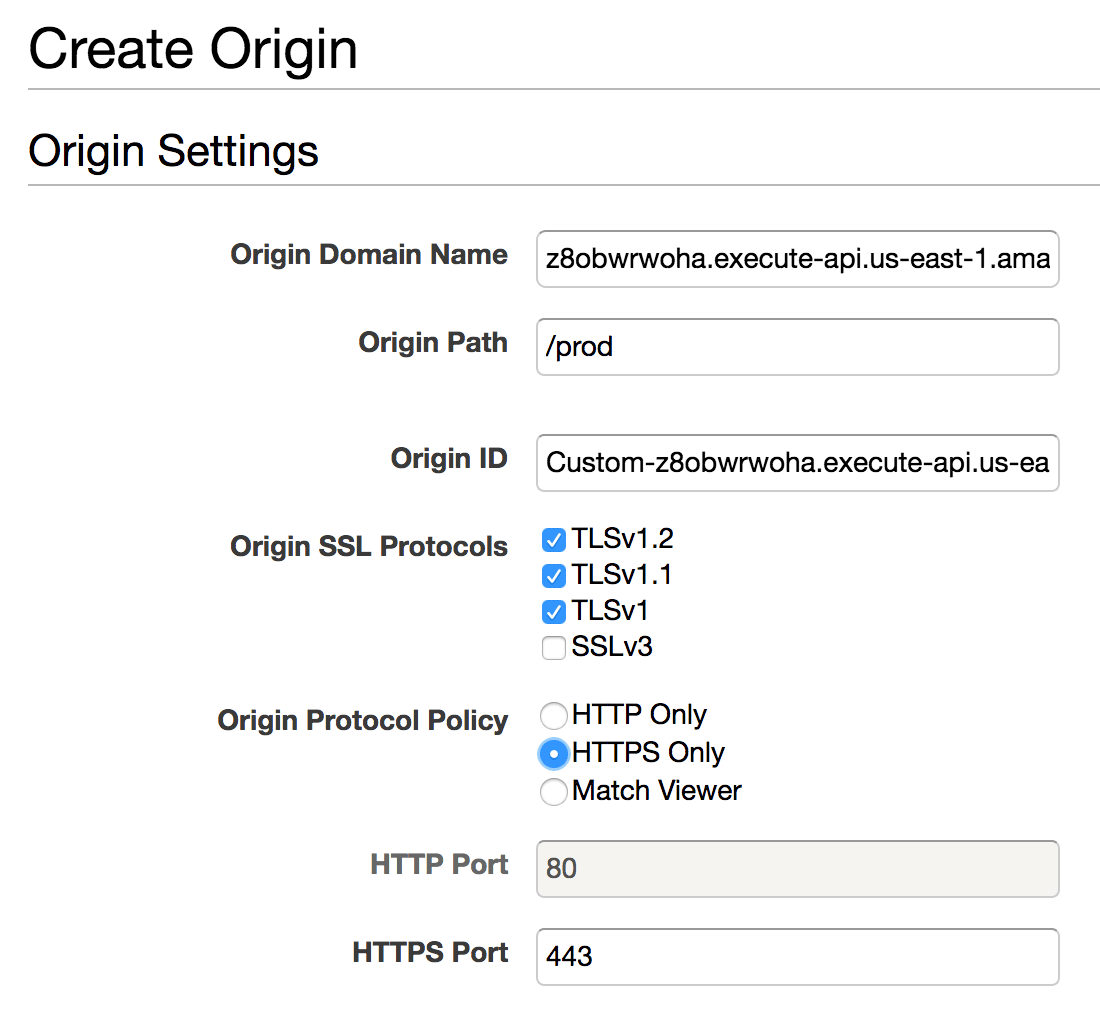 Create Origin
Origin Settings
Origin Domain Name z8obwrwoha.execute-api.us-east-1.ama
Origin Path /prod
Origin ID Custom-z8obwrwoha.execute-api.us-ea
Origin SSL Protocols TLSv1.2
TLSv1.1
TLSv1
SSLv3
Origin Protocol Policy HTTP Only
HTTPS Only
Match Viewer
HTTP Port 80
HTTPS Port 443